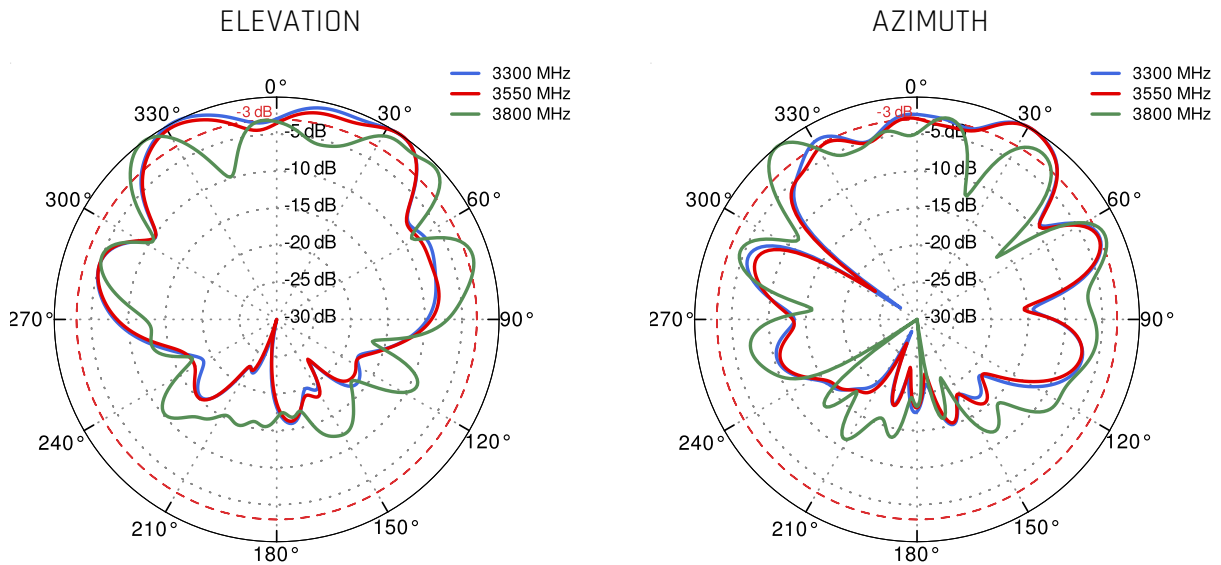 ELEVATION
3300 MHz
3550 MHz
3800 MHz
0°
30°
60°
90°
120°
150°
180°
210°
240°
270°
300°
330°
-3 dB
-5 dB
-10 dB
-15 dB
-20 dB
-25 dB
-30 dB
AZIMUTH
3300 MHz
3550 MHz
3800 MHz
0°
30°
60°
90°
120°
150°
180°
210°
240°
270°
300°
330°
-3 dB
-5 dB
-10 dB
-15 dB
-20 dB
-25 dB
-30 dB